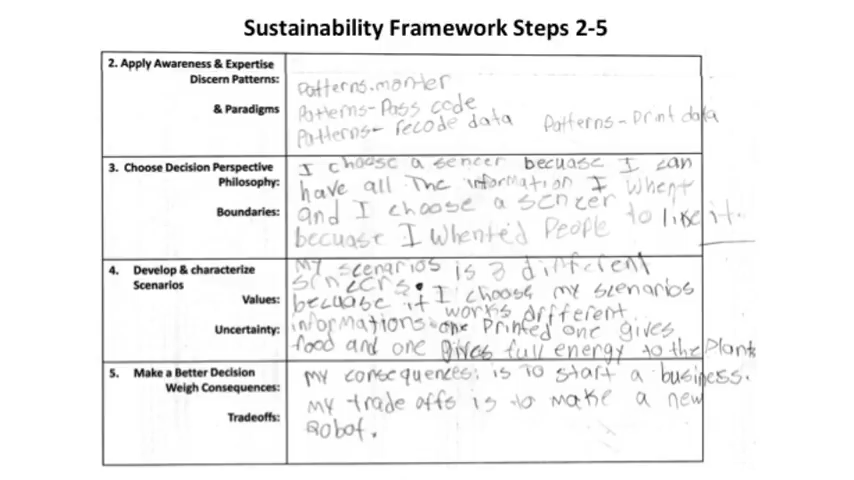 Sustainability Framework Steps 2-5
2. Apply Awareness & Expertise
Discern Patterns:
& Paradigms
Patterns-moniter
Patterns-Pass code
Patterns- recode data Patterns-print data
3. Choose Decision Perspective
Philosophy:
Boundaries:
I choose a sencer becuase I can
have all The information I Whent
and I choose a sencer to like it.
beccuase I Whented People
4. Develop & characterize
Scenarios
Values:
Uncertainty:
My scenarios is 3 different
sencers. I choose my scenarios
becuase it works different
informations. one Printed one gives
food and one gives full energy to the Plants
5. Make a Better Decision
Weigh Consequences:
Tradeoffs:
my consequences: is to start a business.
my trade offs is to make a new
Robot.